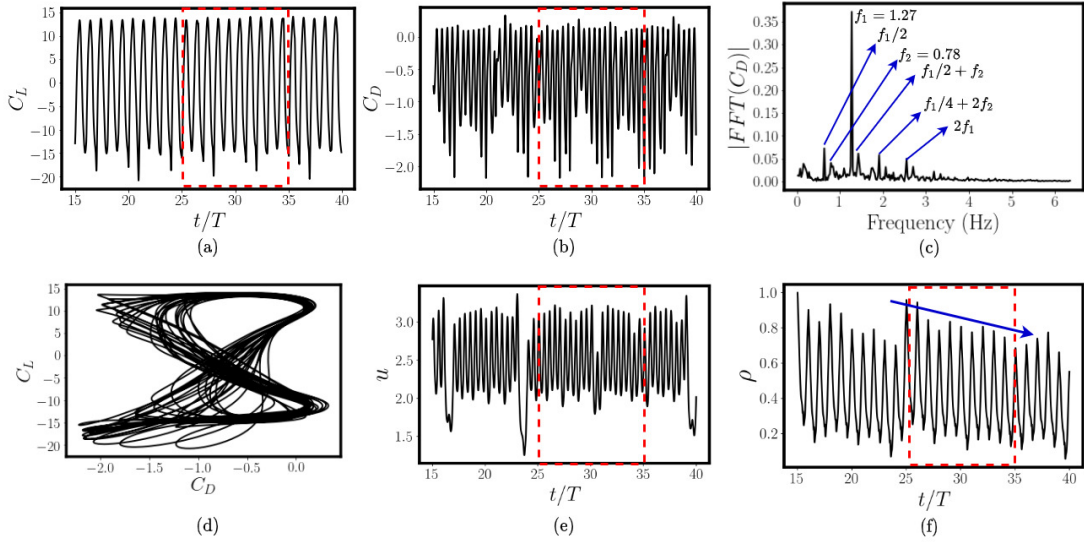 15
10
5
0
−5
−10
−15
−20
C_L
15 20 25 30 35 40
t/T
(a)
0.0
−0.5
−1.0
−1.5
−2.0
C_D
15 20 25 30 35 40
t/T
(b)
0.35
0.30
0.25
0.20
0.15
0.10
0.05
0.00
|FFT(C_D)|
f_1 = 1.27
f_1/2
f_2 = 0.78
f_1/2 + f_2
f_1/4 + 2f_2
2f_1
0 1 2 3 4 5 6
Frequency (Hz)
(c)
15
10
5
0
−5
−10
−15
−20
C_L
−2.0 −1.5 −1.0 −0.5 0.0
C_D
(d)
3.0
2.5
2.0
1.5
u
15 20 25 30 35 40
t/T
(e)
1.0
0.8
0.6
0.4
0.2
ρ
15 20 25 30 35 40
t/T
(f)